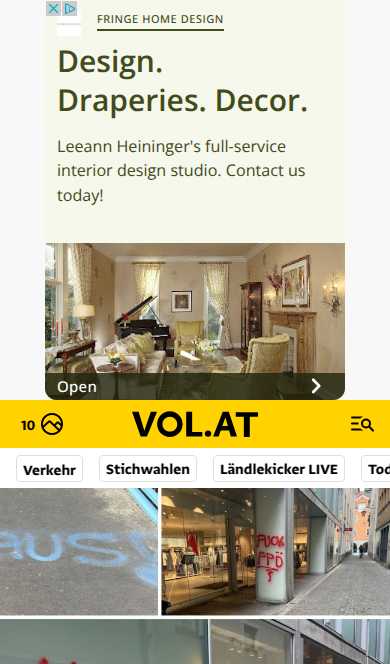 FRINGE HOME DESIGN
Design.
Draperies. Decor.
Leeann Heininger's full-service
interior design studio. Contact us
today!
Open
10
VOL.AT
Verkehr
Stichwahlen
Ländlekicker LIVE
Tod
AUS
FUCK
FPÖ